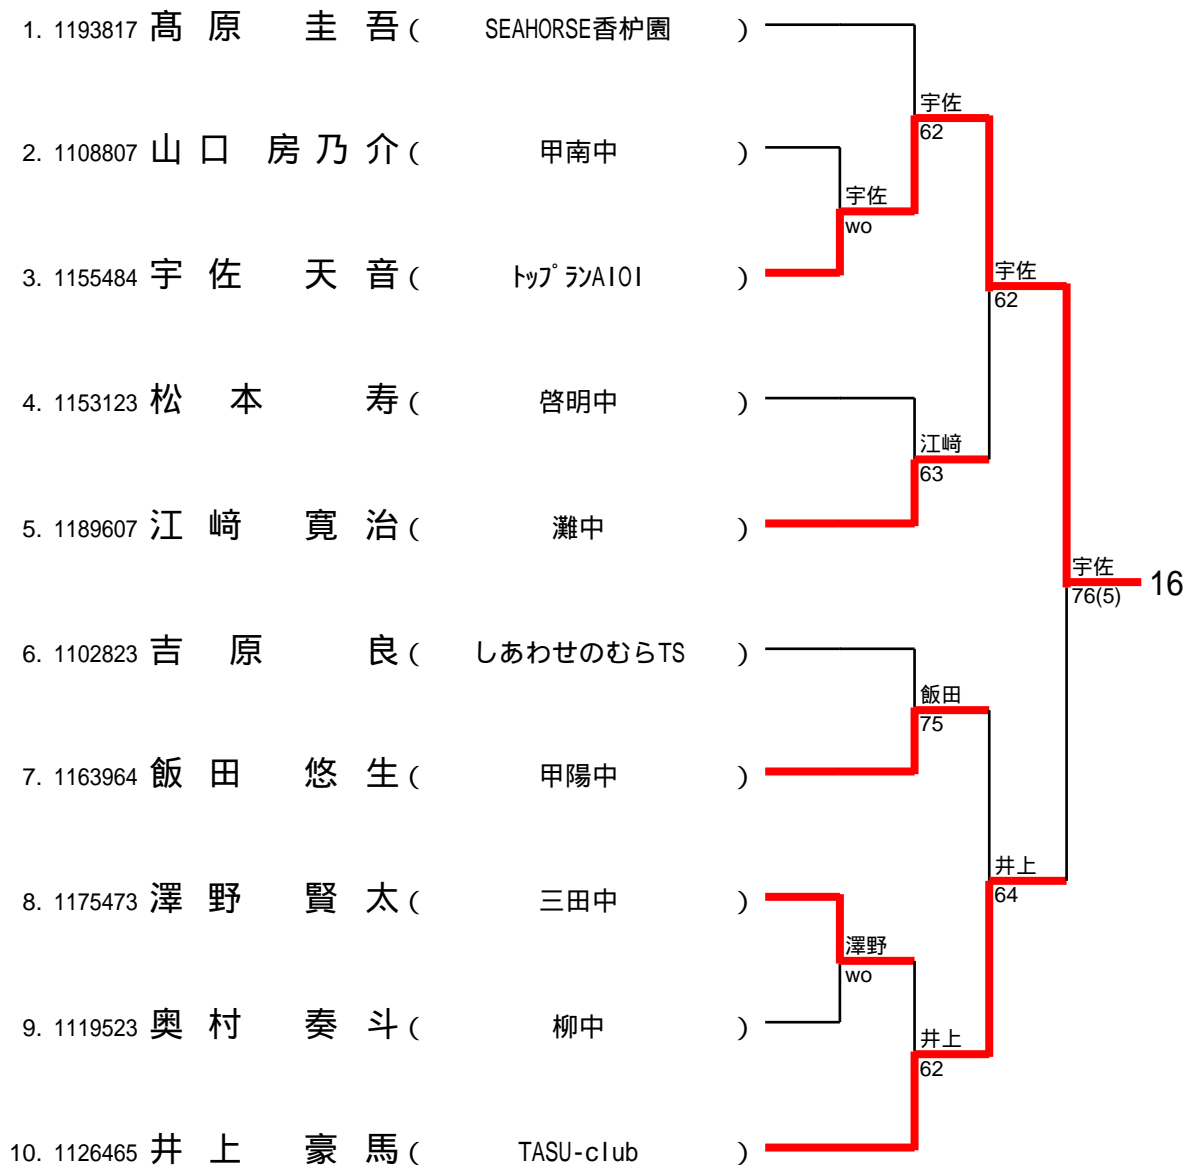 1. 1193817 髙原 圭吾 ( SEAHORSE香枦園 )
宇佐
62
2. 1108807 山口 房乃介 ( 甲南中 )
宇佐
wo
3. 1155484 宇佐 天音 ( トップランAIOI )
宇佐
62
4. 1153123 松本 寿 ( 啓明中 )
江﨑
63
5. 1189607 江﨑 寛治 ( 灘中 )
宇佐
76(5)
16
6. 1102823 吉原 良 ( しあわせのむらTS )
飯田
75
7. 1163964 飯田 悠生 ( 甲陽中 )
井上
64
8. 1175473 澤野 賢太 ( 三田中 )
澤野
wo
9. 1119523 奥村 奏斗 ( 柳中 )
井上
62
10. 1126465 井上 豪馬 ( TASU-club )